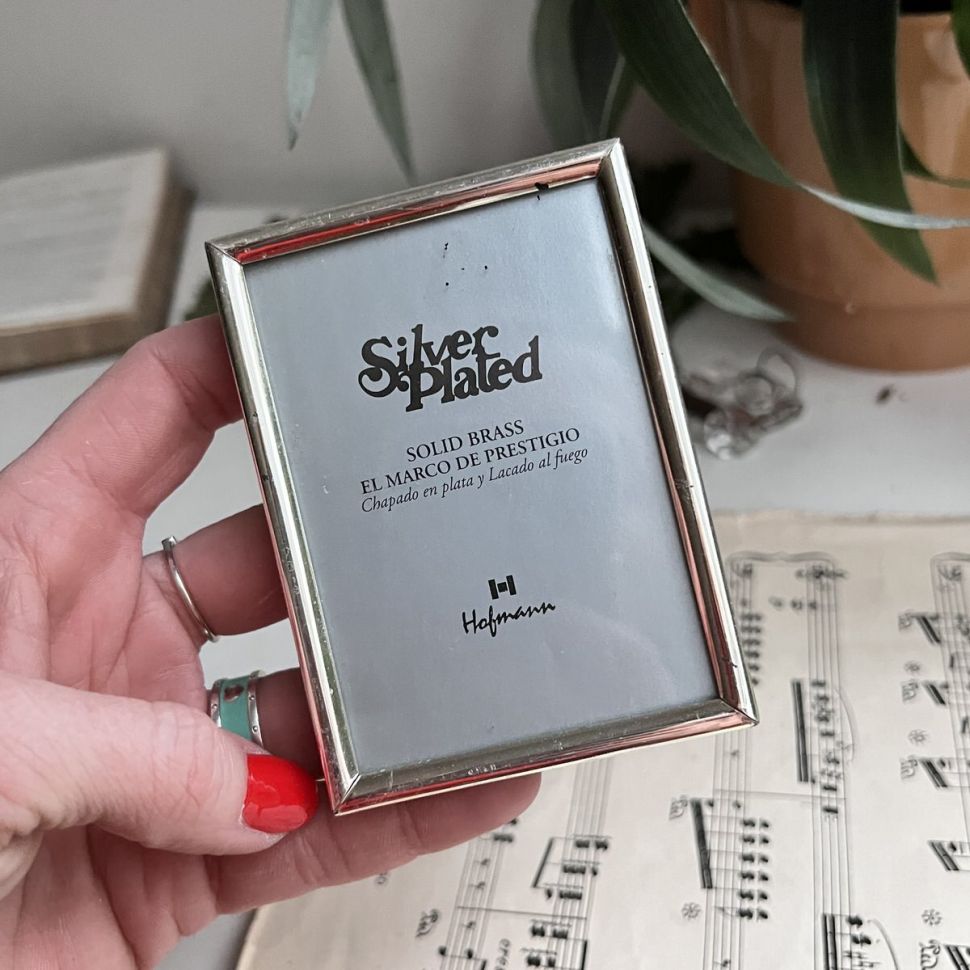 Silver
Plated
SOLID BRASS
EL MARCO DE PRESTIGIO
Chapado en plata y Lacado al fuego
Hofmann